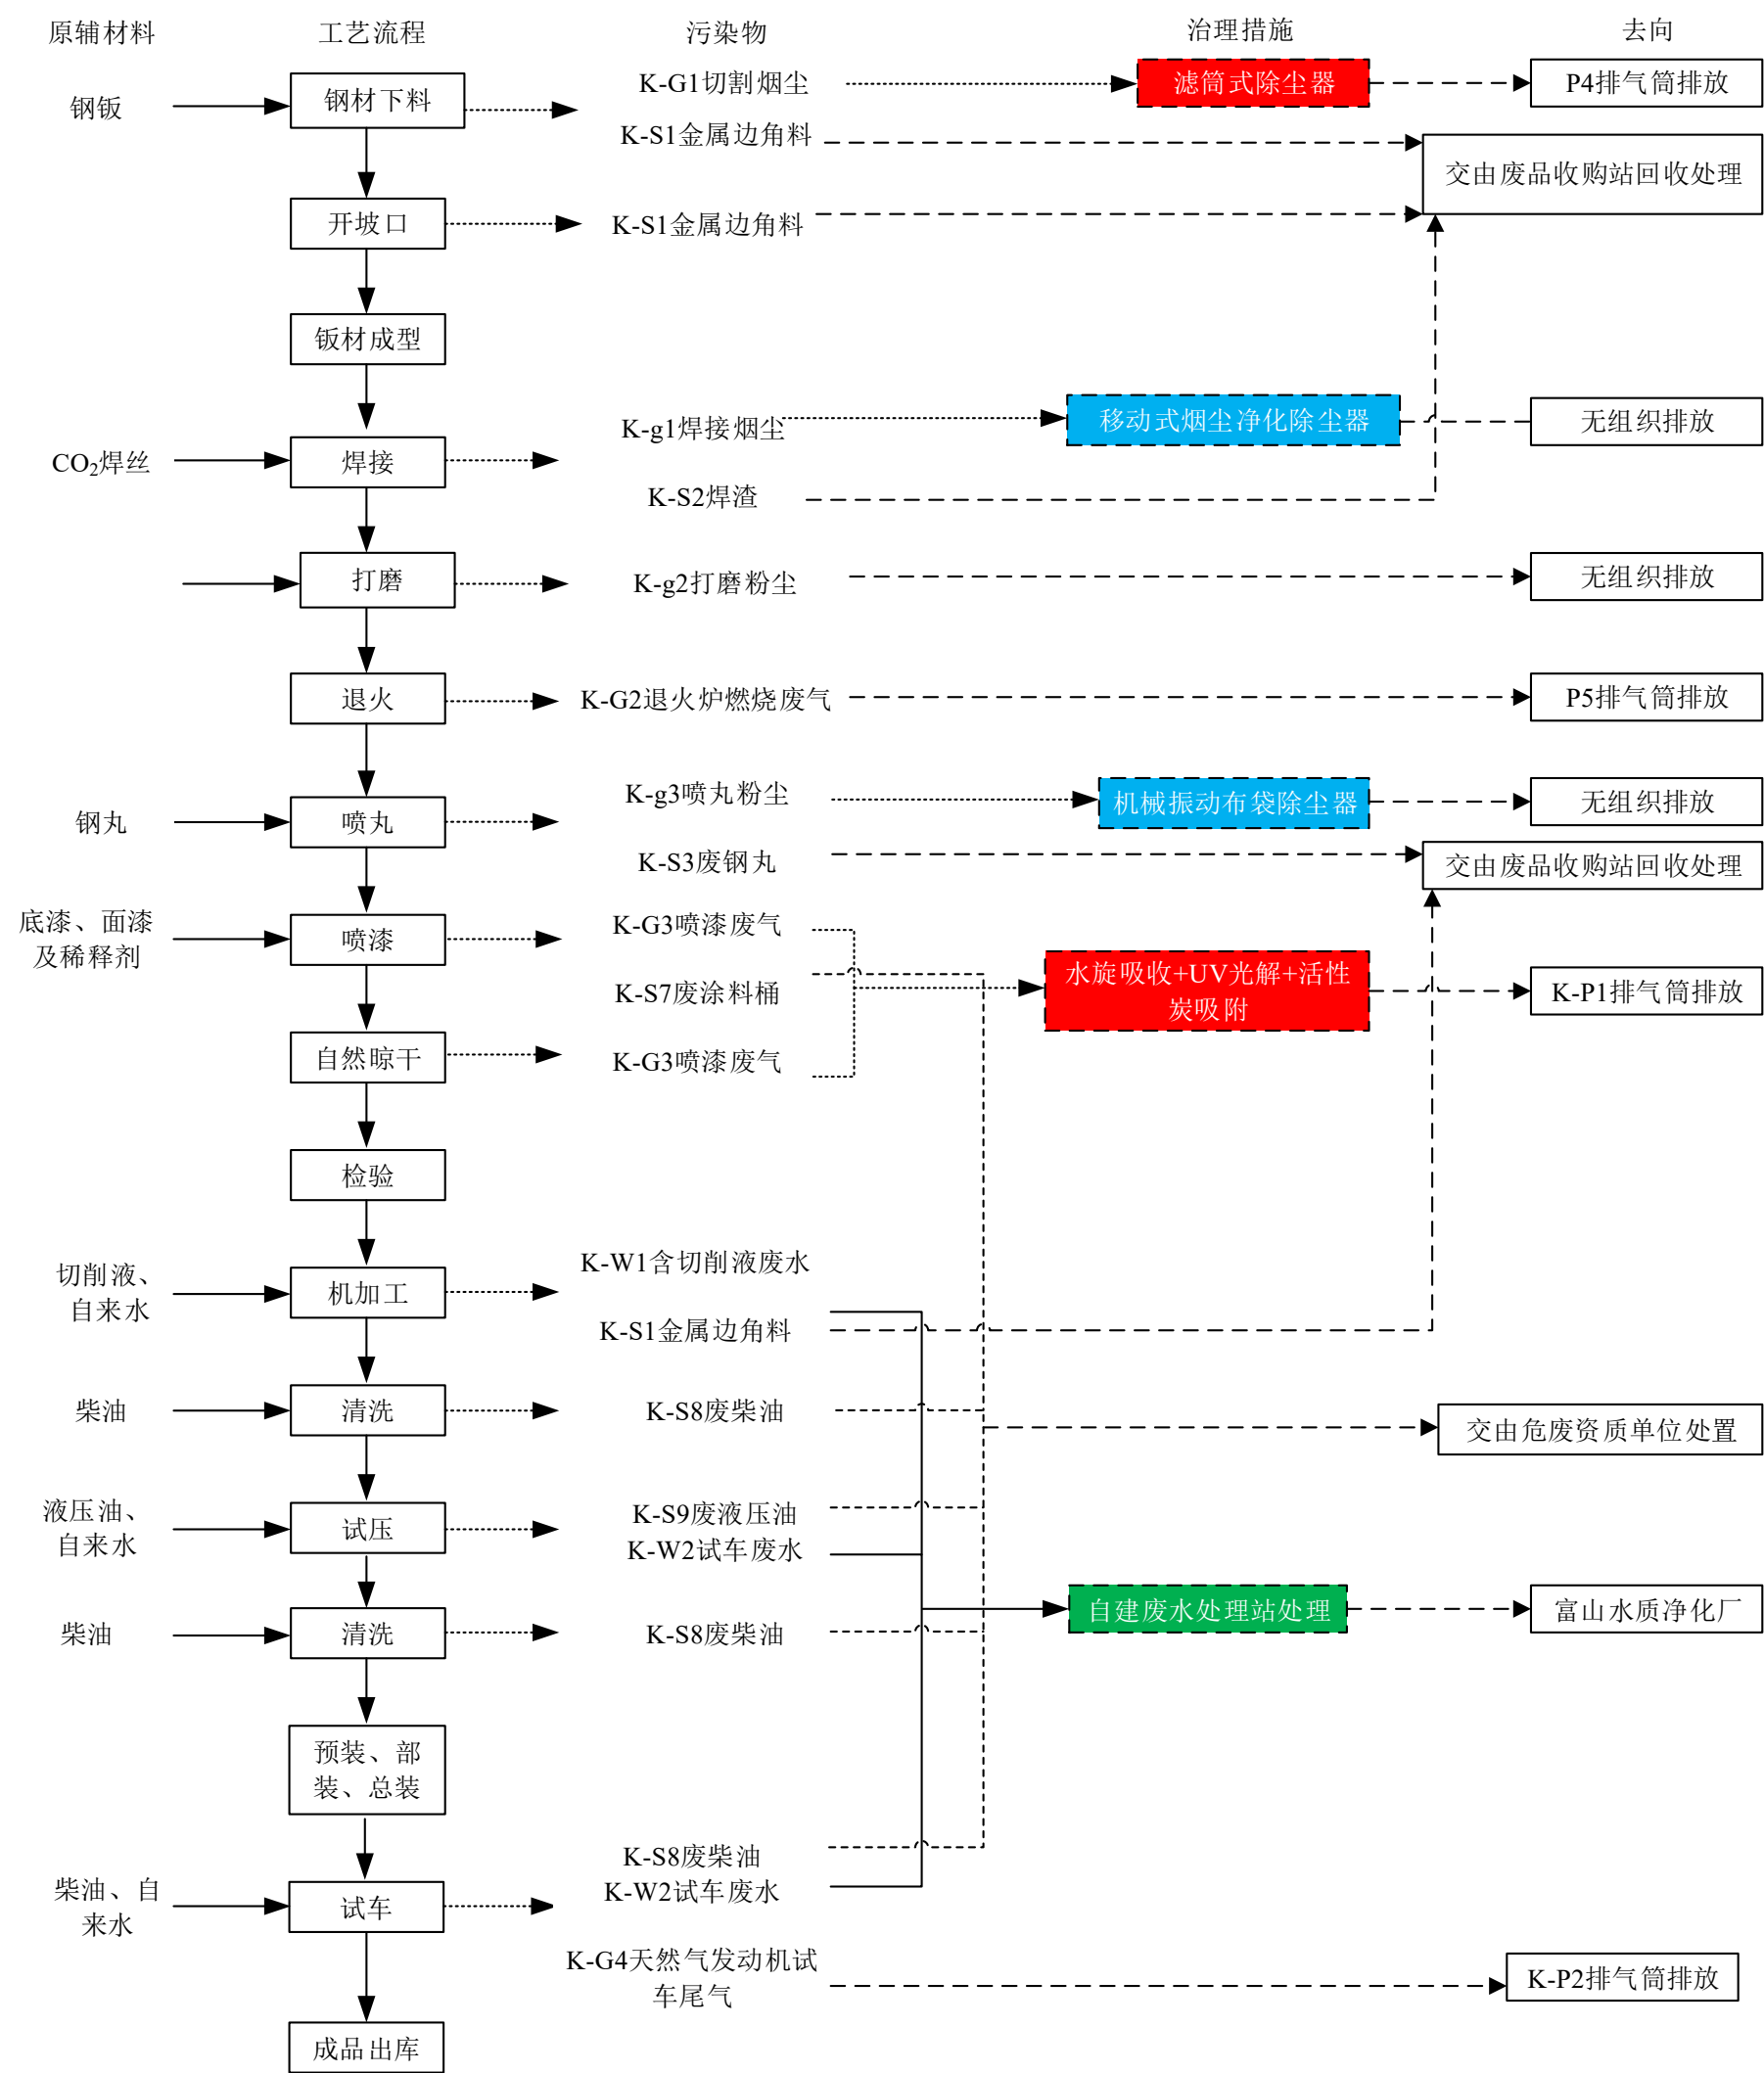 原辅材料
工艺流程
污染物
治理措施
去向
钢钣
钢材下料
K-G1切割烟尘
滤筒式除尘器
P4排气筒排放
K-S1金属边角料
交由废品收购站回收处理
开坡口
K-S1金属边角料
钣材成型
CO₂焊丝
焊接
K-g1焊接烟尘
移动式烟尘净化除尘器
无组织排放
K-S2焊渣
打磨
K-g2打磨粉尘
无组织排放
退火
K-G2退火炉燃烧废气
P5排气筒排放
钢丸
喷丸
K-g3喷丸粉尘
机械振动布袋除尘器
无组织排放
K-S3废钢丸
交由废品收购站回收处理
底漆、面漆
及稀释剂
喷漆
K-G3喷漆废气
K-S7废涂料桶
水旋吸收+UV光解+活性
炭吸附
K-P1排气筒排放
自然晾干
K-G3喷漆废气
检验
切削液、
自来水
机加工
K-W1含切削液废水
K-S1金属边角料
柴油
清洗
K-S8废柴油
交由危废资质单位处置
液压油、
自来水
试压
K-S9废液压油
K-W2试车废水
柴油
清洗
K-S8废柴油
自建废水处理站处理
富山水质净化厂
预装、部
装、总装
柴油、自
来水
试车
K-S8废柴油
K-W2试车废水
K-G4天然气发动机试
车尾气
K-P2排气筒排放
成品出库